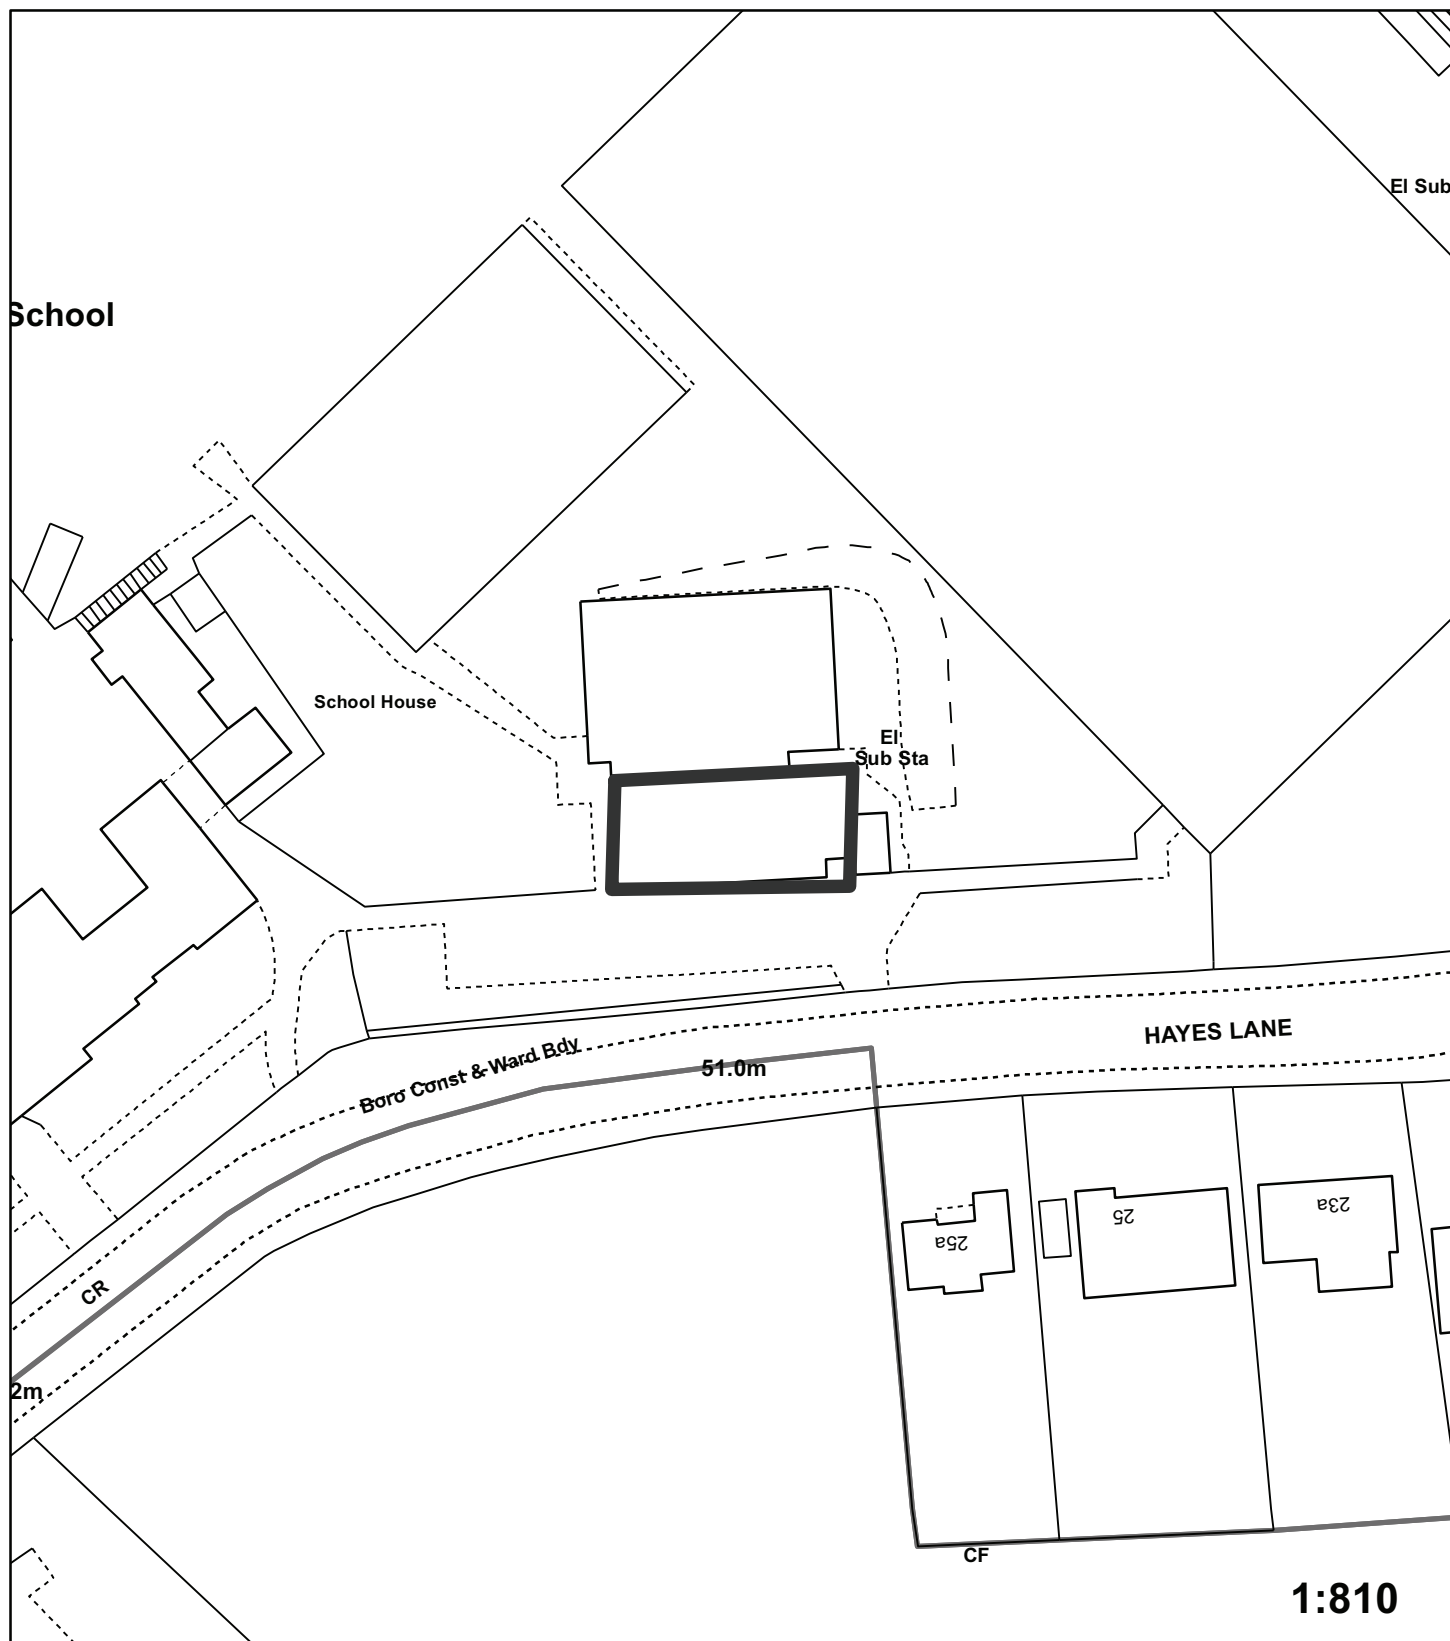 El Sub
School
School House
El
Sub Sta
HAYES LANE
Boro Const & Ward Bdy
51.0m
23a
25
25a
CR
2m
CF
1:810